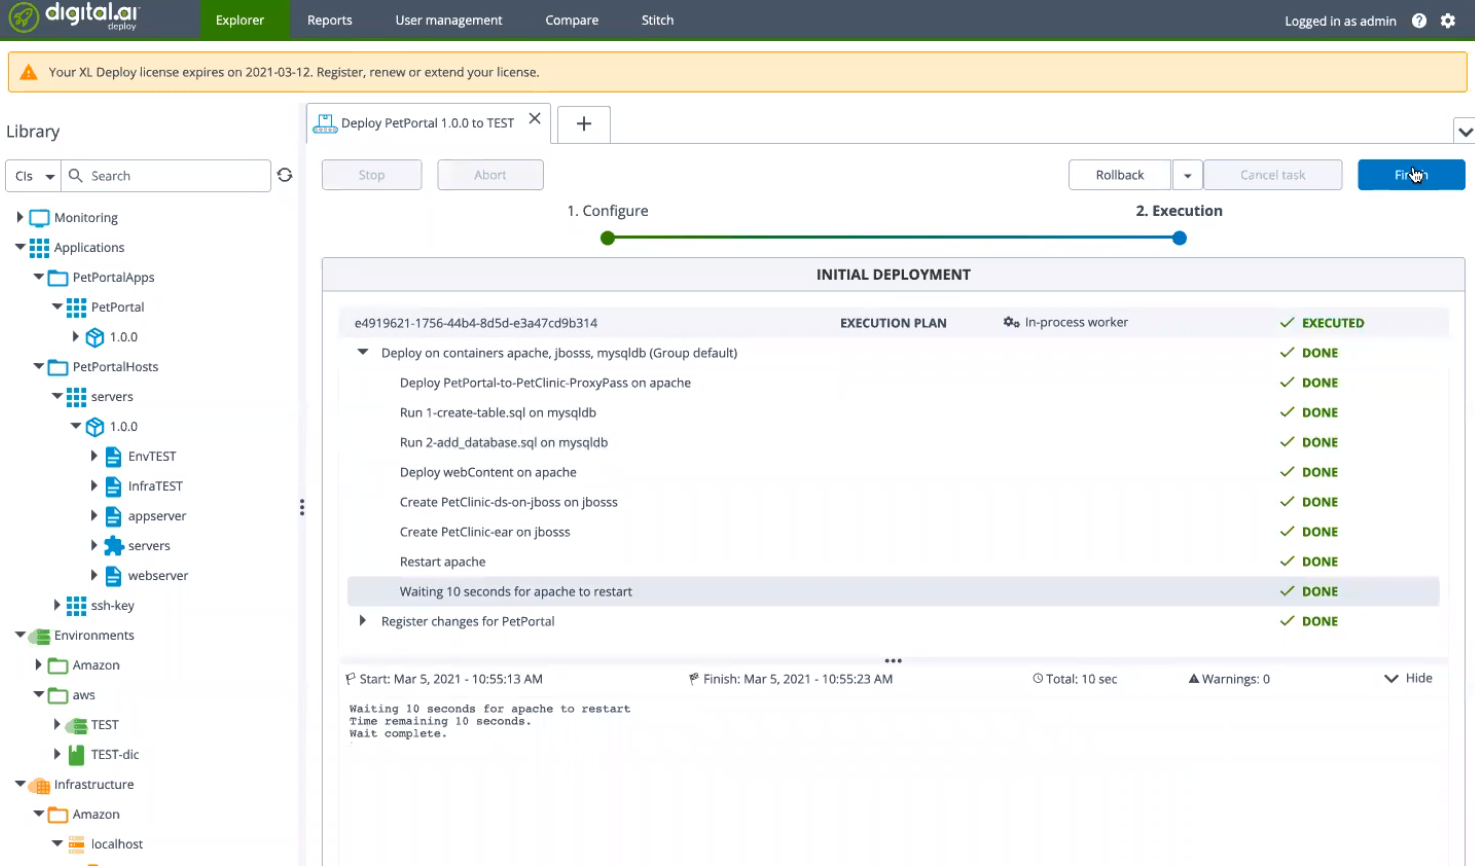 digital.ai
deploy
Explorer
Reports
User management
Compare
Stitch
Logged in as admin
Your XL Deploy license expires on 2021-03-12. Register, renew or extend your license.
Library
CIs
Search
Monitoring
Applications
PetPortalApps
PetPortal
1.0.0
PetPortalHosts
servers
1.0.0
EnvTEST
InfraTEST
appserver
servers
webserver
ssh-key
Environments
Amazon
aws
TEST
TEST-dic
Infrastructure
Amazon
localhost
Deploy PetPortal 1.0.0 to TEST
Stop
Abort
Rollback
Cancel task
1. Configure
2. Execution
INITIAL DEPLOYMENT
e4919621-1756-44b4-8d5d-e3a47cd9b314 EXECUTION PLAN In-process worker EXECUTED
Deploy on containers apache, jbosss, mysqldb (Group default) DONE
Deploy PetPortal-to-PetClinic-ProxyPass on apache DONE
Run 1-create-table.sql on mysqldb DONE
Run 2-add_database.sql on mysqldb DONE
Deploy webContent on apache DONE
Create PetClinic-ds-on-jboss on jbosss DONE
Create PetClinic-ear on jbosss DONE
Restart apache DONE
Waiting 10 seconds for apache to restart DONE
Register changes for PetPortal DONE
Start: Mar 5, 2021 - 10:55:13 AM Finish: Mar 5, 2021 - 10:55:23 AM Total: 10 sec Warnings: 0 Hide
Waiting 10 seconds for apache to restart
Time remaining 10 seconds.
Wait complete.